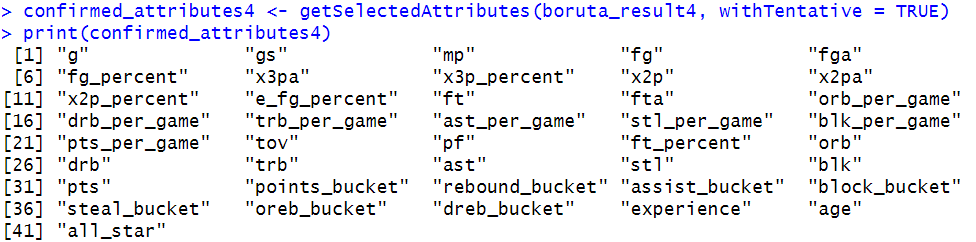 > confirmed_attributes4 <- getSelectedAttributes(boruta_result4, withTentative = TRUE)
> print(confirmed_attributes4)
[1] "g" "gs" "mp" "fg" "fga"
[6] "fg_percent" "x3pa" "x3p_percent" "x2p" "x2pa"
[11] "x2p_percent" "e_fg_percent" "ft" "fta" "orb_per_game"
[16] "drb_per_game" "trb_per_game" "ast_per_game" "stl_per_game" "blk_per_game"
[21] "pts_per_game" "tov" "pf" "ft_percent" "orb"
[26] "drb" "trb" "ast" "stl" "blk"
[31] "pts" "points_bucket" "rebound_bucket" "assist_bucket" "block_bucket"
[36] "steal_bucket" "oreb_bucket" "dreb_bucket" "experience" "age"
[41] "all_star"